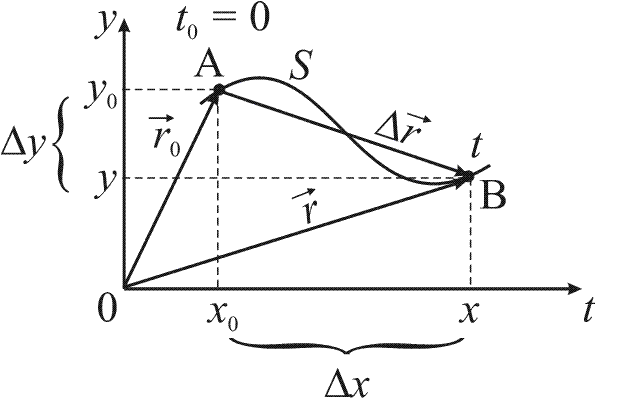 y
t₀ = 0
A
S
y₀
Δy
r⃗₀
Δr⃗
t
y
r⃗
B
0
x₀
x
t
Δx